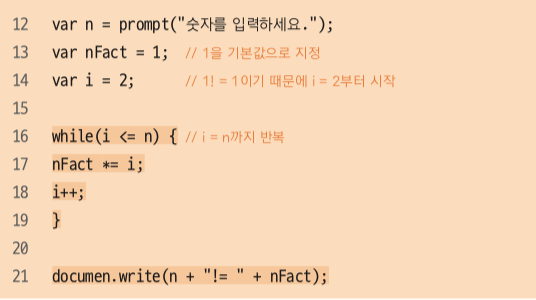 12 var n = prompt("숫자를 입력하세요.");
13 var nFact = 1; // 1을 기본값으로 지정
14 var i = 2; // 1! = 1이기 때문에 i = 2부터 시작
15
16 while(i <= n) { // i = n까지 반복
17 nFact *= i;
18 i++;
19 }
20
21 documen.write(n + "!= " + nFact);